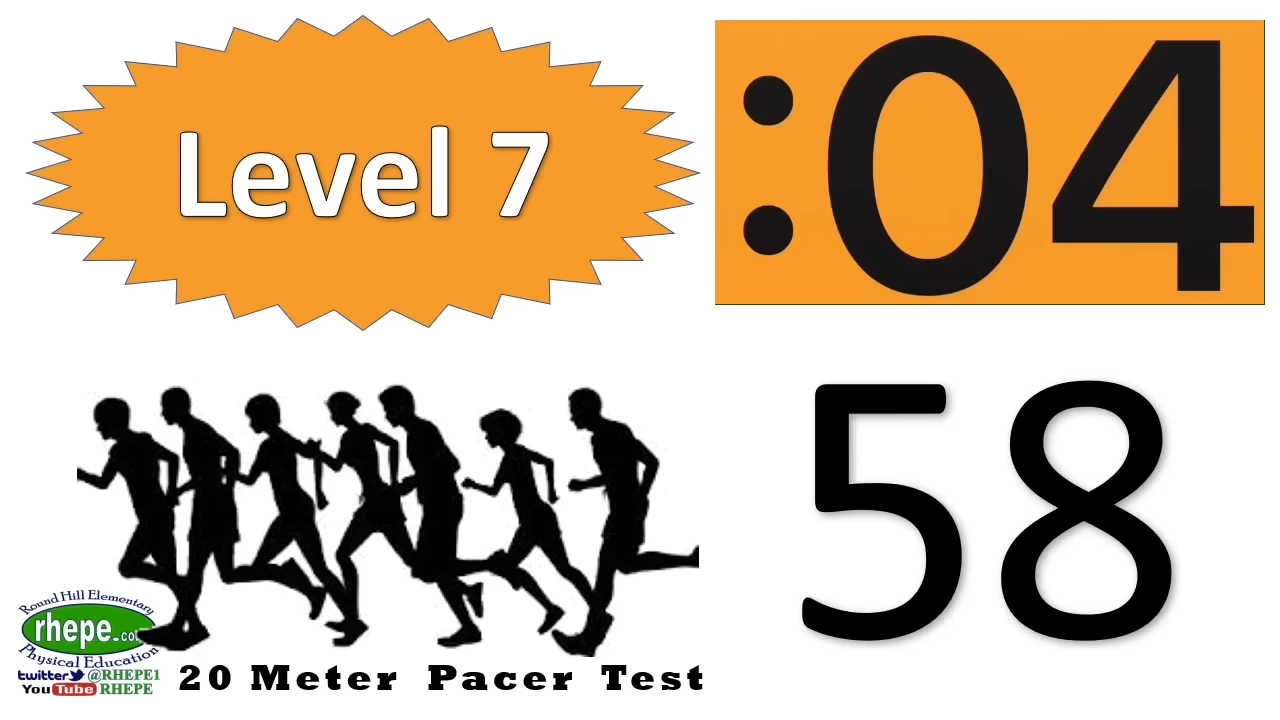 Level 7
:04
58
Round Hill Elementary
rhepe.com
Physical Education
twitter @RHEPE1
YouTube RHEPE
20 Meter Pacer Test